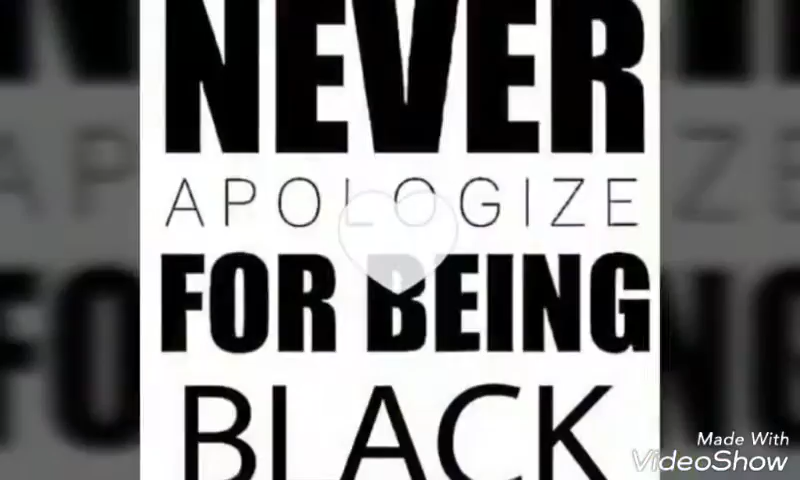 NEVER
APOLOGIZE
FOR BEING
BLACK
Made With
VideoShow